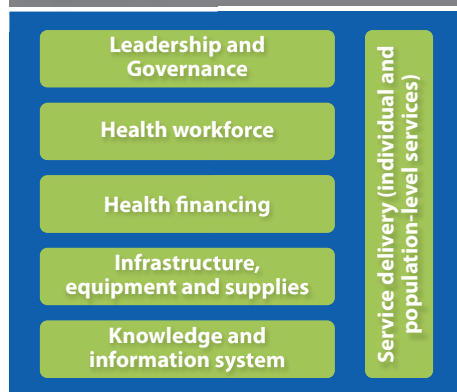 Leadership and
Governance
Health workforce
Health financing
Infrastructure,
equipment and supplies
Knowledge and
information system
Service delivery (individual and
population-level services)